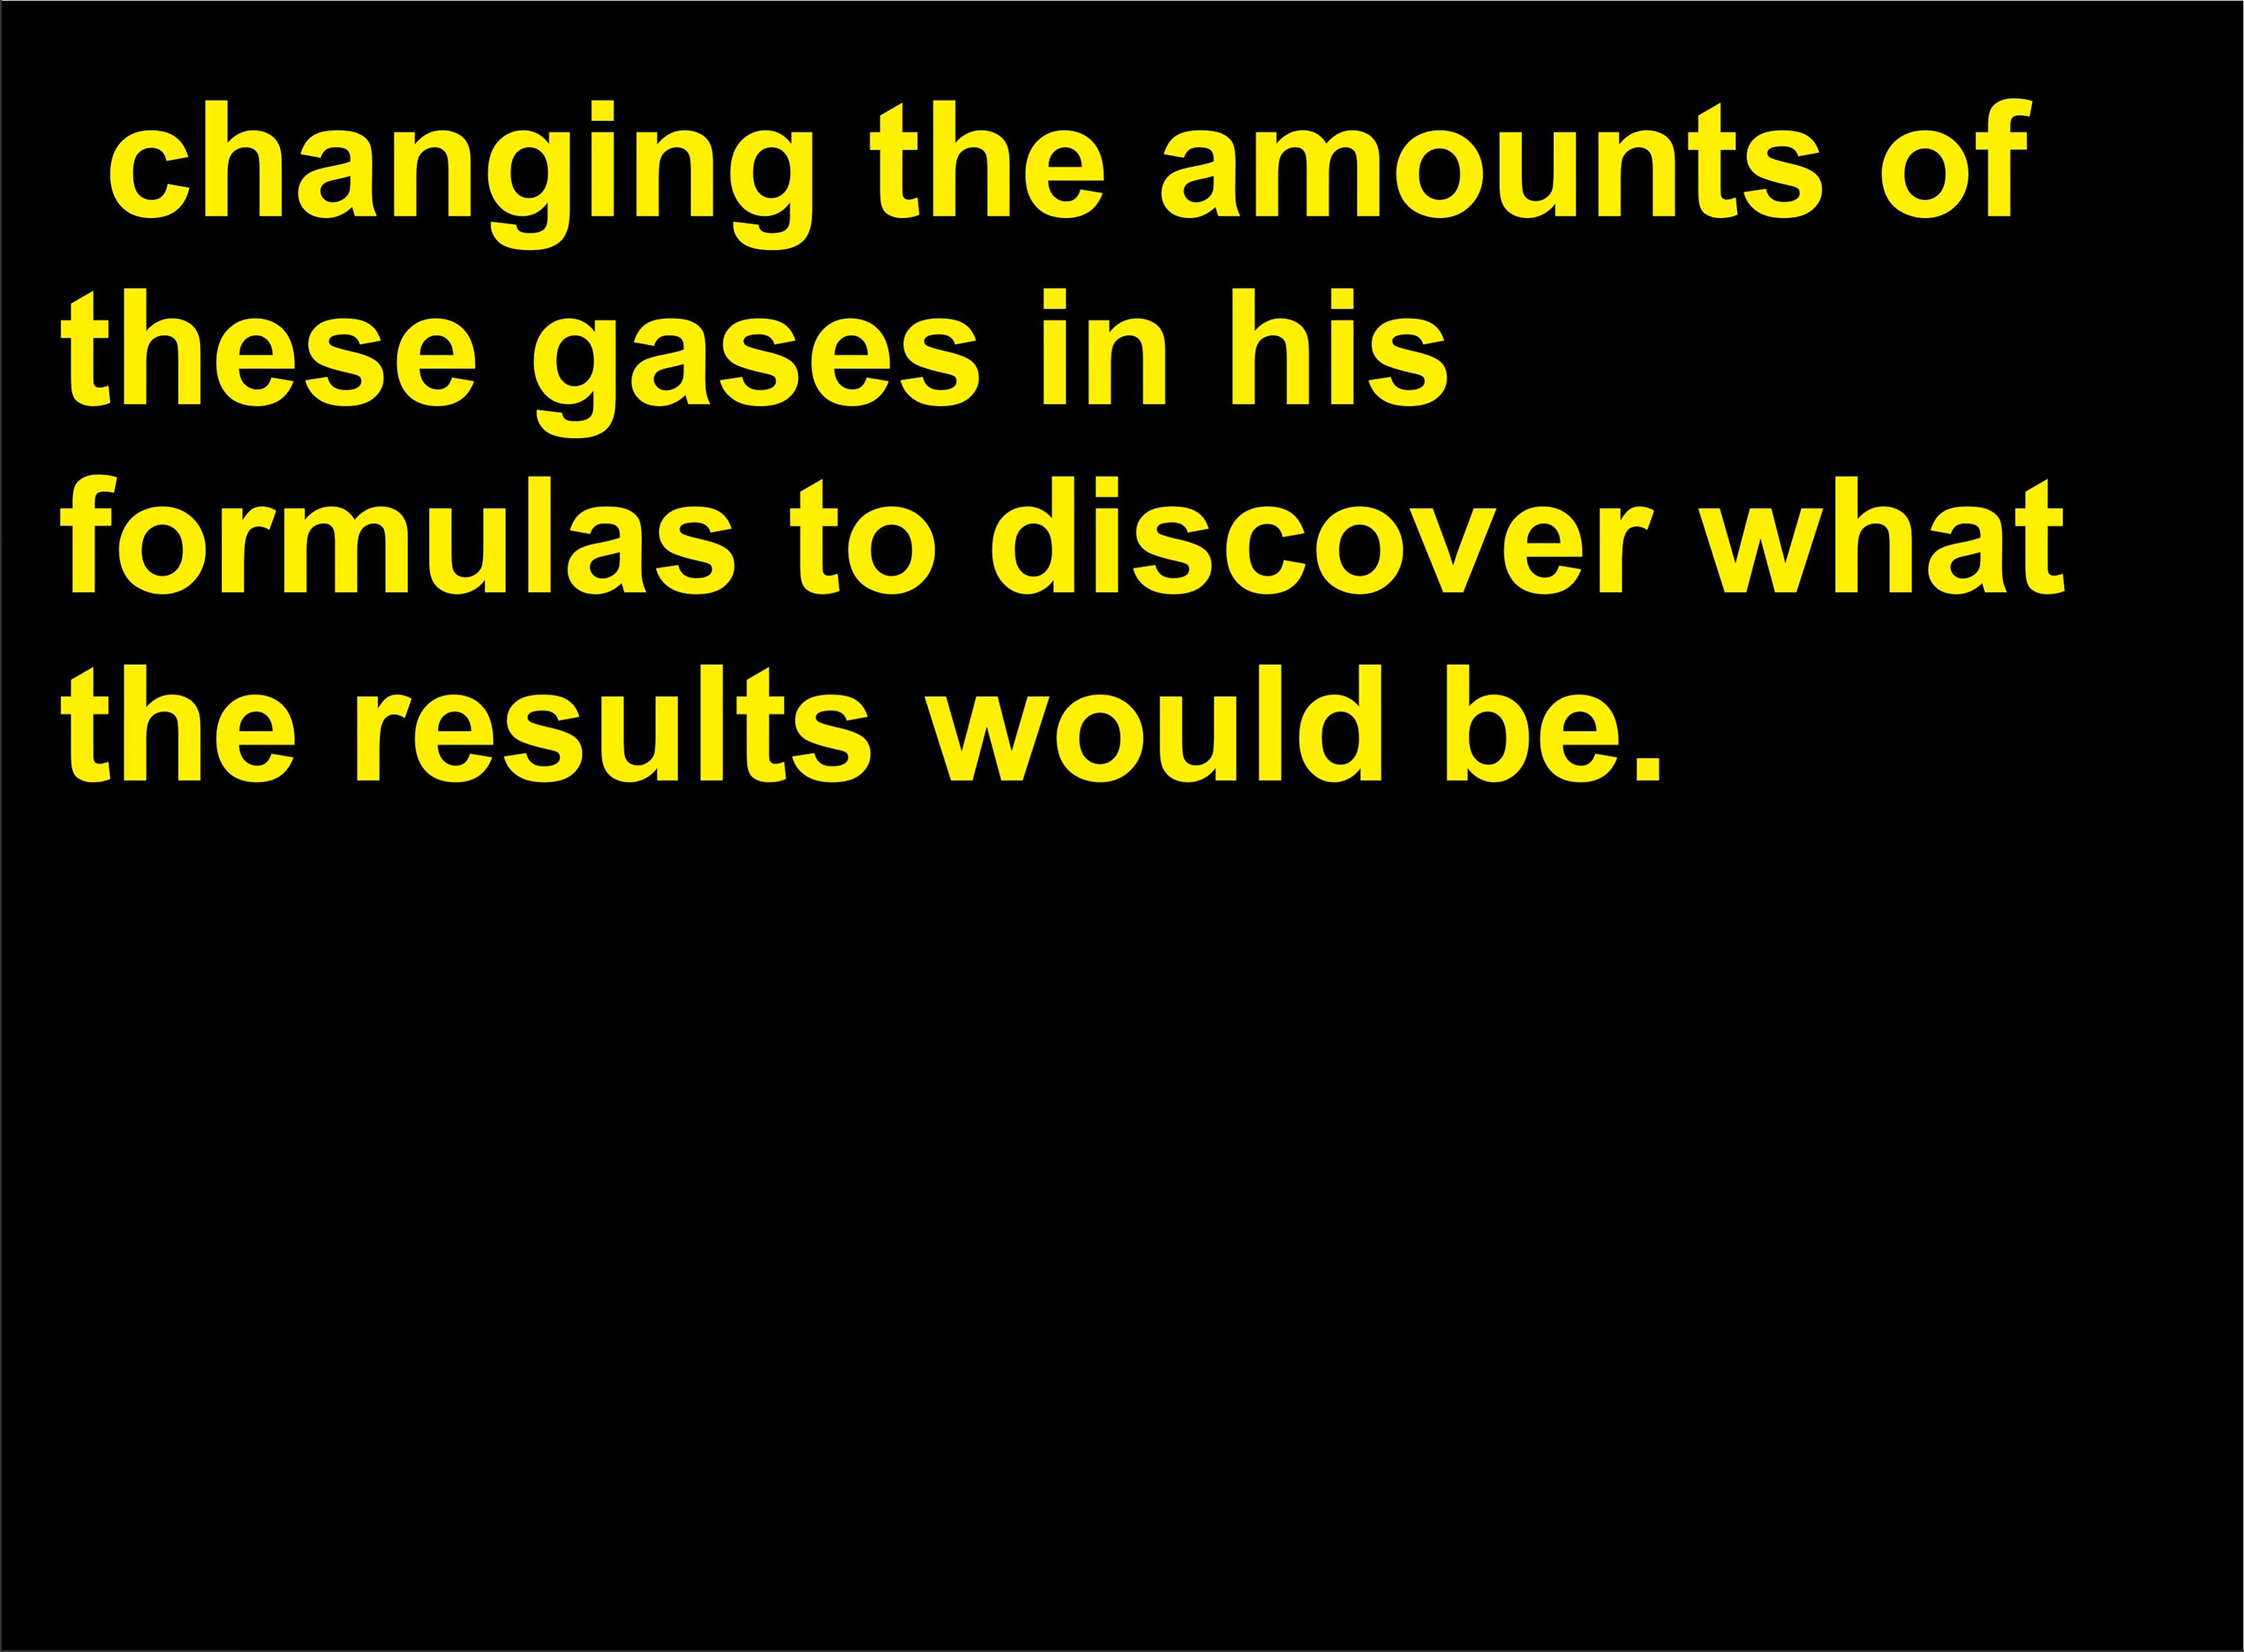 changing the amounts of
these gases in his
formulas to discover what
the results would be.